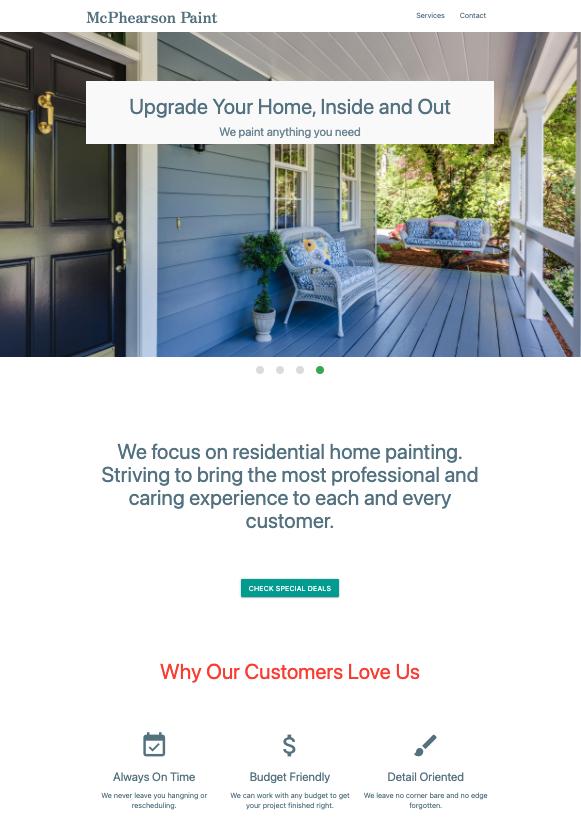 McPhearson Paint
Services Contact
Upgrade Your Home, Inside and Out
We paint anything you need
We focus on residential home painting.
Striving to bring the most professional and
caring experience to each and every
customer.
CHECK SPECIAL DEALS
Why Our Customers Love Us
Always On Time
We never leave you hangning or
rescheduling.
Budget Friendly
We can work with any budget to get
your project finished right.
Detail Oriented
We leave no corner bare and no edge
forgotten.